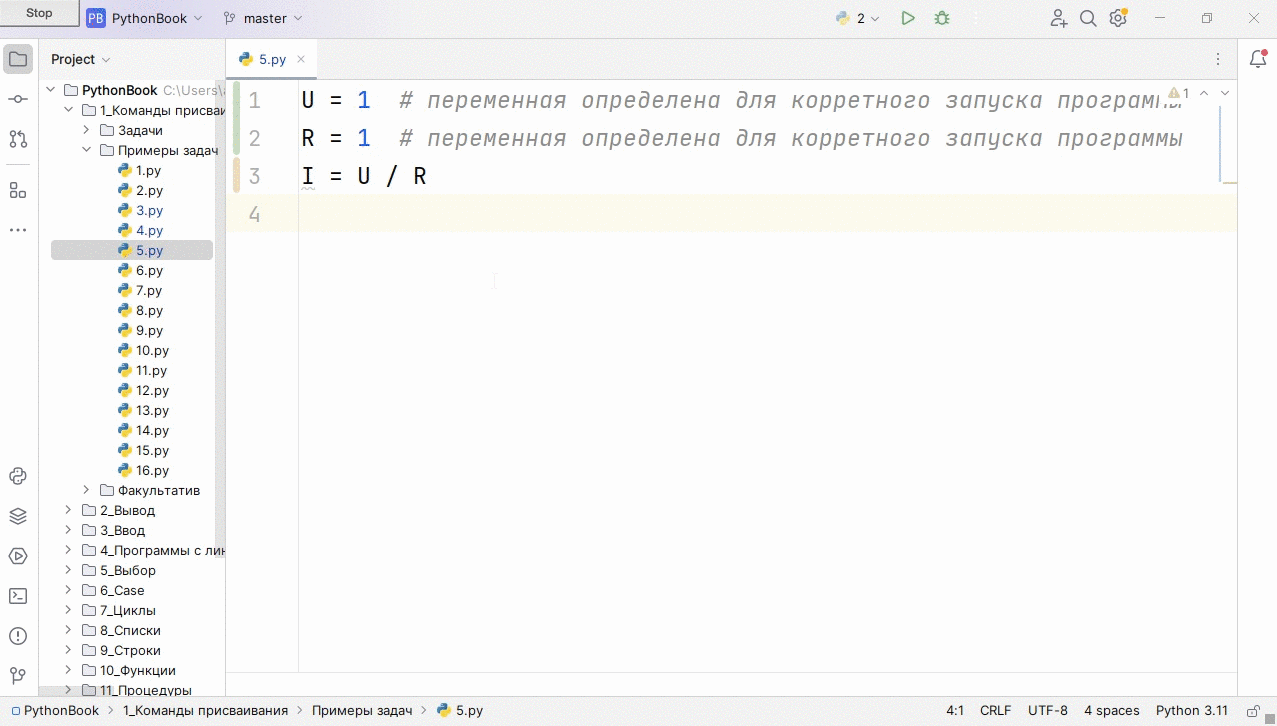 Stop
PB PythonBook
master
2
Project
5.py
PythonBook C:\Users\
1_Команды присваи
Задачи
Примеры задач
1.py
2.py
3.py
4.py
5.py
6.py
7.py
8.py
9.py
10.py
11.py
12.py
13.py
14.py
15.py
16.py
Факультатив
2_Вывод
3_Ввод
4_Программы с ли
5_Выбор
6_Case
7_Циклы
8_Списки
9_Строки
10_Функции
11_Процедуры
1 U = 1 # переменная определена для корретного запуска программы
1
2 R = 1 # переменная определена для корретного запуска программы
3 I = U / R
4
PythonBook > 1_Команды присваивания > Примеры задач > 5.py
4:1 CRLF UTF-8 4 spaces Python 3.11